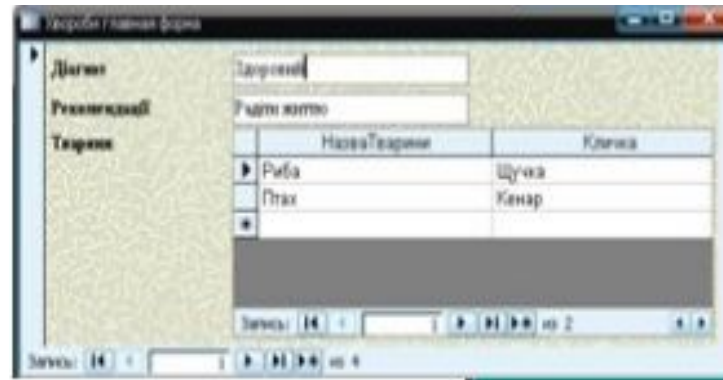 Хвороби главная форма
Діагноз Здоровий
Рекомендації Радіти життю
Тварини НазваТварини Кличка
Риба Щучка
Птах Кенар
Запись: 1 из 2
Запись: 1 из 4